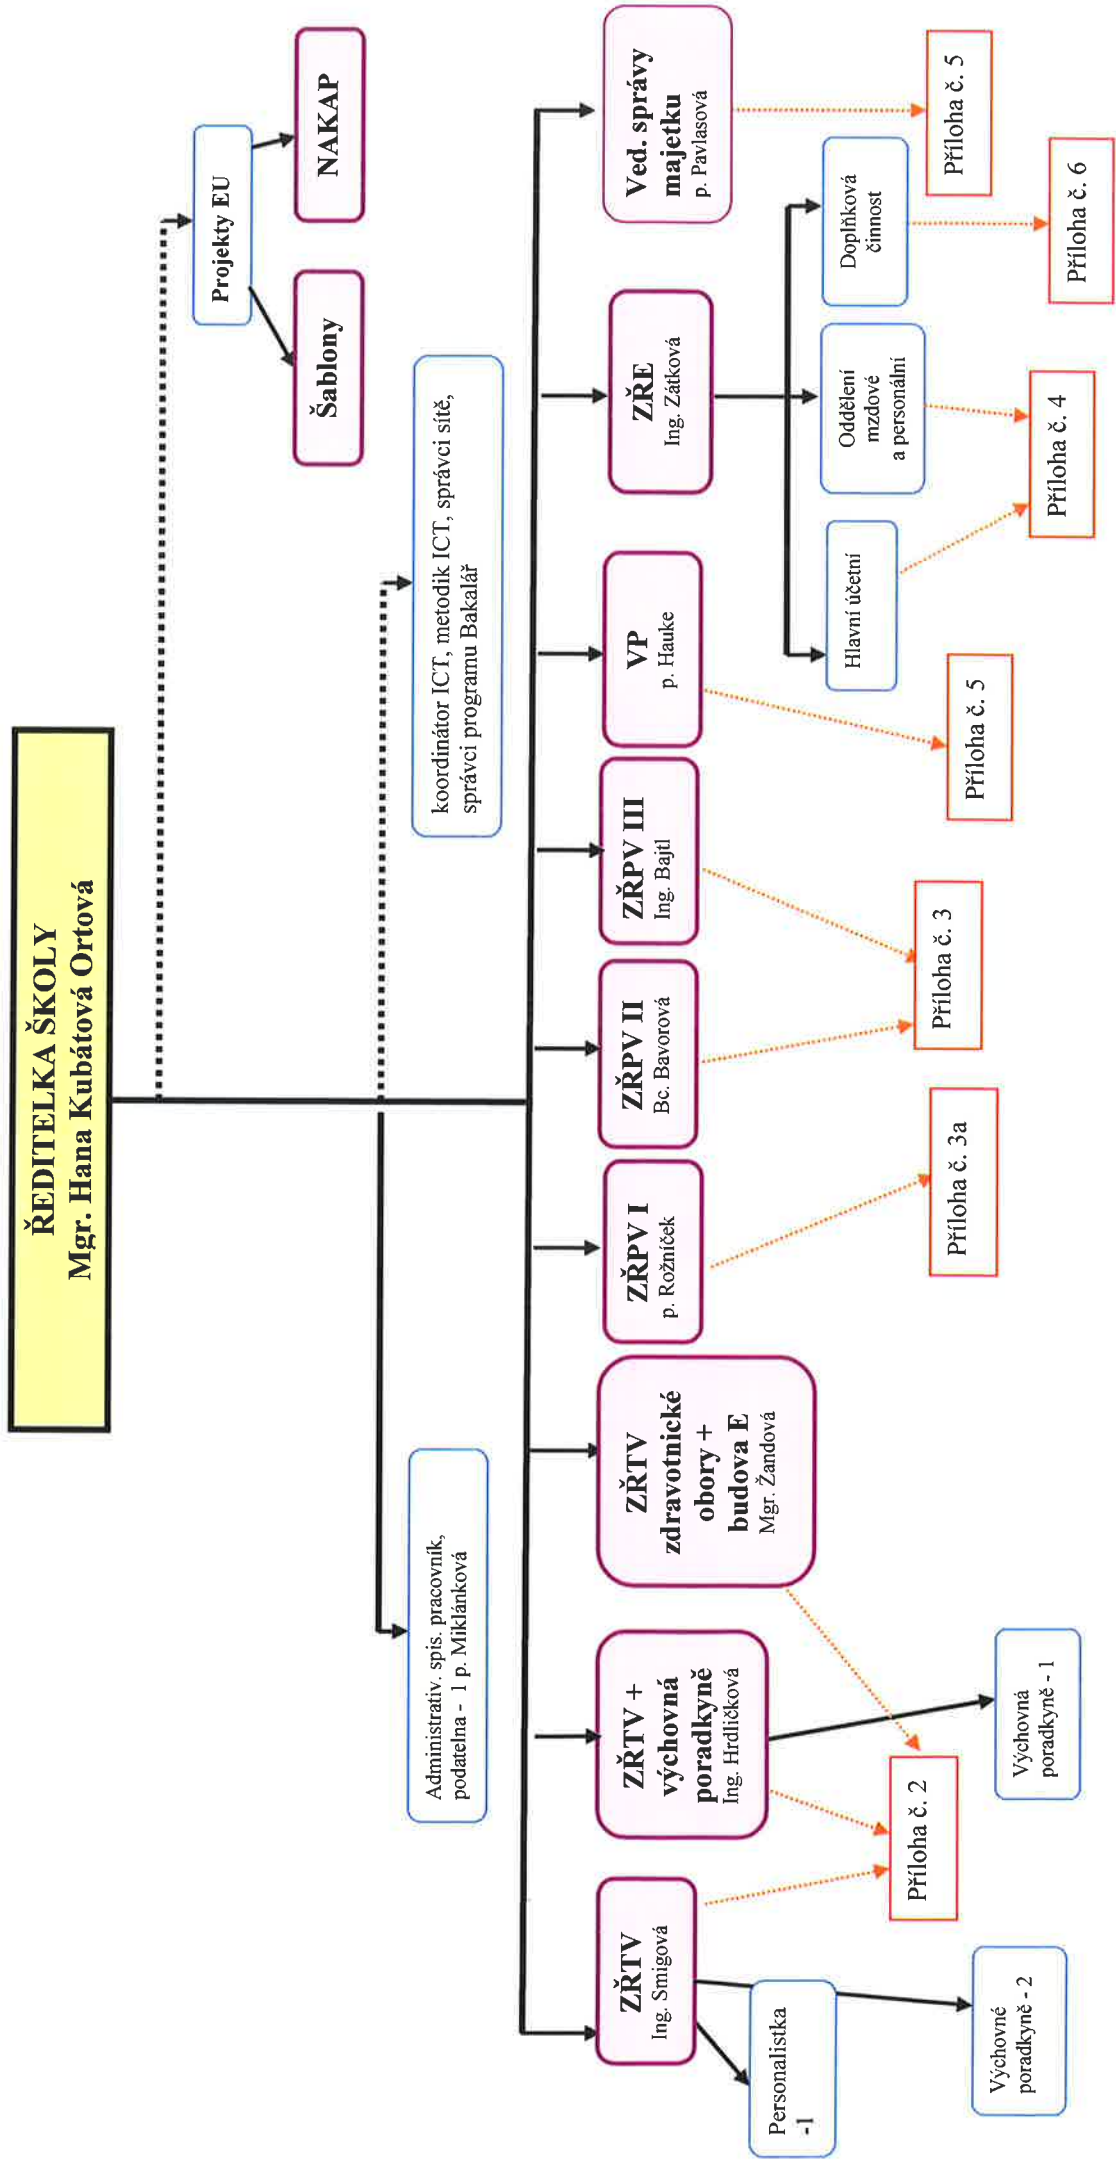 ŘEDITELKA ŠKOLY
Mgr. Hana Kubátová Ortová
Projekty EU
Šablony
NAKAP
Administrativ. spis. pracovník,
podatelna - 1 p. Miklánková
koordinátor ICT, metodik ICT, správci sítě,
správci programu Bakalář
ZŘTV
Ing. Smigová
ZŘTV +
výchovná
poradkyně
Ing. Hrdličková
ZŘTV
zdravotnické
obory +
budova E
Mgr. Žandová
ZŘPV I
p. Rožníček
ZŘPV II
Bc. Bavorová
ZŘPV III
Ing. Bajtl
VP
p. Hauke
ZŘE
Ing. Zátková
Ved. správy
majetku
p. Pavlasová
Personalistka
-1
Výchovné
poradkyně - 2
Příloha č. 2
Výchovná
poradkyně - 1
Příloha č. 3a
Příloha č. 3
Příloha č. 5
Hlavní účetní
Oddělení
mzdové
a personální
Doplňková
činnost
Příloha č. 4
Příloha č. 6
Příloha č. 5